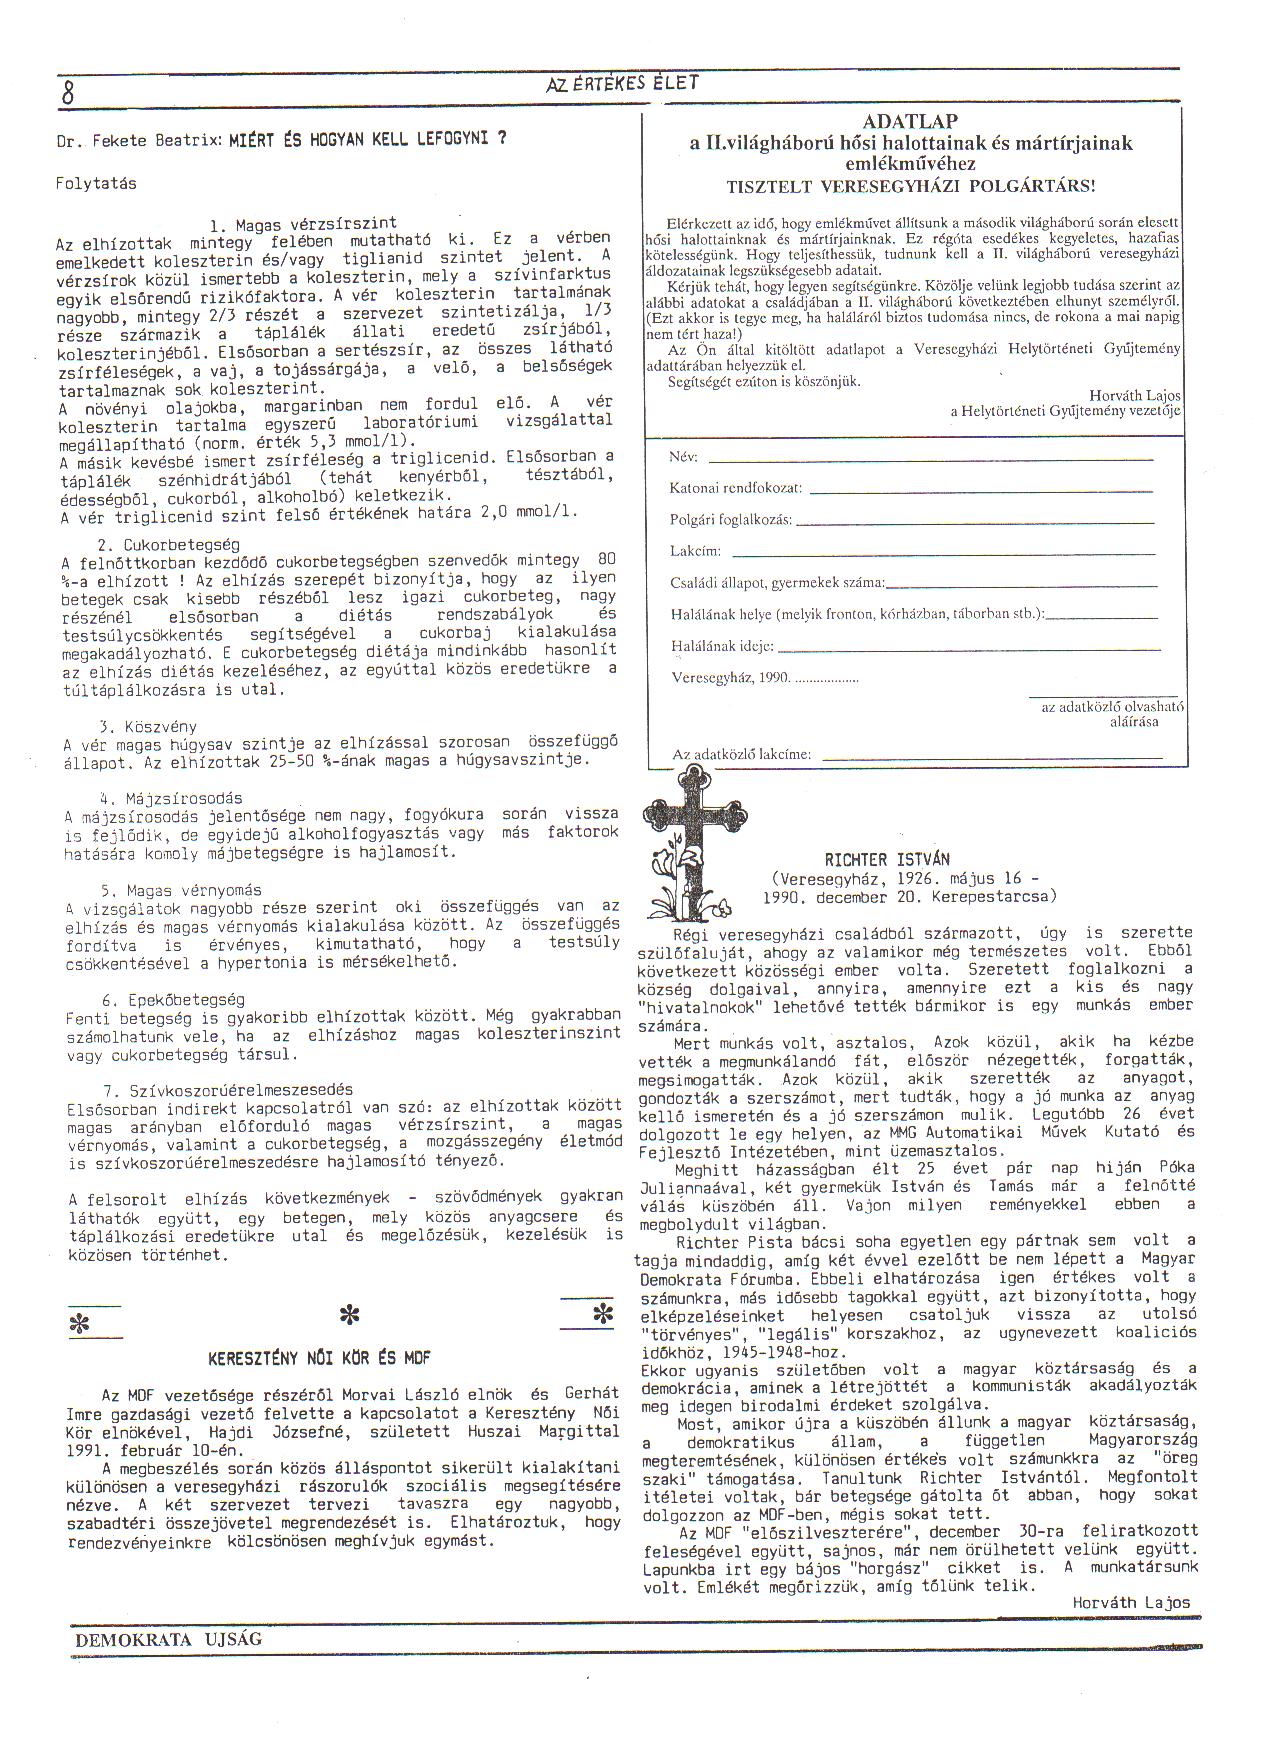 8
AZ ÉRTÉKES ÉLET
Dr. Fekete Beatrix: MIÉRT ÉS HOGYAN KELL LEFOGYNI ?
Folytatás
1. Magas vérzsírszint
Az elhízottak mintegy felében mutatható ki. Ez a vérben
emelkedett koleszterin és/vagy tiglianid szintet jelent. A
vérzsírok közül ismertebb a koleszterin, mely a szívinfarktus
egyik elsőrendű rizikófaktora. A vér koleszterin tartalmának
nagyobb, mintegy 2/3 részét a szervezet szintetizálja, 1/3
része származik a táplálék állati eredetű zsírjából,
koleszterinjéből. Elsősorban a sertészsír, az összes látható
zsírféleségek, a vaj, a tojássárgája, a velő, a belsőségek
tartalmaznak sok koleszterint.
A növényi olajokba, margarinban nem fordul elő. A vér
koleszterin tartalma egyszerű laboratóriumi vizsgálattal
megállapítható (norm. érték 5,3 mmol/l).
A másik kevésbé ismert zsírféleség a triglicenid. Elsősorban a
táplálék szénhidrátjából (tehát kenyérből, tésztából,
édességből, cukorból, alkoholbó) keletkezik.
A vér triglicenid szint felső értékének határa 2,0 mmol/l.
2. Cukorbetegség
A felnőttkorban kezdődő cukorbetegségben szenvedők mintegy 80
%-a elhízott ! Az elhízás szerepét bizonyítja, hogy az ilyen
betegek csak kisebb részéből lesz igazi cukorbeteg, nagy
részénél elsősorban a diétás rendszabályok és
testsúlycsökkentés segítségével a cukorbaj kialakulása
megakadályozható. E cukorbetegség diétája mindinkább hasonlít
az elhízás diétás kezeléséhez, az egyúttal közös eredetükre a
túltáplálkozásra is utal.
3. Köszvény
A vér magas húgysav szintje az elhízással szorosan összefüggő
állapot. Az elhízottak 25-50 %-ának magas a húgysavszintje.
4. Májzsírosodás
A májzsírosodás jelentősége nem nagy, fogyókura során vissza
is fejlődik, de egyidejű alkoholfogyasztás vagy más faktorok
hatására komoly májbetegségre is hajlamosít.
5. Magas vérnyomás
A vizsgálatok nagyobb része szerint oki összefüggés van az
elhízás és magas vérnyomás kialakulása között. Az összefüggés
fordítva is érvényes, kimutatható, hogy a testsúly
csökkentésével a hypertonia is mérsékelhető.
6. Epekőbetegség
Fenti betegség is gyakoribb elhízottak között. Még gyakrabban
számolhatunk vele, ha az elhízáshoz magas koleszterinszint
vagy cukorbetegség társul.
7. Szívkoszorúérelmeszesedés
Elsősorban indirekt kapcsolatról van szó: az elhízottak között
magas arányban előforduló magas vérzsírszint, a magas
vérnyomás, valamint a cukorbetegség, a mozgásszegény életmód
is szívkoszorúérelmeszedésre hajlamosító tényező.
A felsorolt elhízás következmények - szövődmények gyakran
láthatók együtt, egy betegen, mely közös anyagcsere és
táplálkozási eredetükre utal és megelőzésük, kezelésük is
közösen történhet.
* * *
KERESZTÉNY NŐI KÖR ÉS MDF
Az MDF vezetősége részéről Morvai László elnök és Gerhát
Imre gazdasági vezető felvette a kapcsolatot a Keresztény Női
Kör elnökével, Hajdi Józsefné, született Huszai Margittal
1991. február 10-én.
A megbeszélés során közös álláspontot sikerült kialakítani
különösen a veresegyházi rászorulók szociális megsegítésére
nézve. A két szervezet tervezi tavaszra egy nagyobb,
szabadtéri összejövetel megrendezését is. Elhatároztuk, hogy
rendezvényeinkre kölcsönösen meghívjuk egymást.
ADATLAP
a II.világháború hősi halottainak és mártírjainak
emlékművéhez
TISZTELT VERESEGYHÁZI POLGÁRTÁRS!
Elérkezett az idő, hogy emlékművet állítsunk a második világháború során elesett
hősi halottainknak és mártírjainknak. Ez régóta esedékes kegyeletes, hazafias
kötelességünk. Hogy teljesíthessük, tudnunk kell a II. világháború veresegyházi
áldozatainak legszükségesebb adatait.
Kérjük tehát, hogy legyen segítségünkre. Közölje velünk legjobb tudása szerint az
alábbi adatokat a családjában a II. világháború következtében elhunyt személyről.
(Ezt akkor is tegye meg, ha haláláról biztos tudomása nincs, de rokona a mai napig
nem tért haza!)
Az Ön által kitöltött adatlapot a Veresegyházi Helytörténeti Gyűjtemény
adattárában helyezzük el.
Segítségét ezúton is köszönjük.
Horváth Lajos
a Helytörténeti Gyűjtemény vezetője
Név:
Katonai rendfokozat:
Polgári foglalkozás:
Lakcím:
Családi állapot, gyermekek száma:
Halálának helye (melyik fronton, kórházban, táborban stb.):
Halálának ideje:
Veresegyház, 1990. ..................
az adatközlő olvasható
aláírása
Az adatközlő lakcíme:
RICHTER ISTVÁN
(Veresegyház, 1926. május 16 -
1990. december 20. Kerepestarcsa)
Régi veresegyházi családból származott, úgy is szerette
szülőfaluját, ahogy az valamikor még természetes volt. Ebből
következett közösségi ember volta. Szeretett foglalkozni a
község dolgaival, annyira, amennyire ezt a kis és nagy
"hivatalnokok" lehetővé tették bármikor is egy munkás ember
számára.
Mert munkás volt, asztalos, Azok közül, akik ha kézbe
vették a megmunkálandó fát, először nézegették, forgatták,
megsimogatták. Azok közül, akik szerették az anyagot,
gondozták a szerszámot, mert tudták, hogy a jó munka az anyag
kellő ismeretén és a jó szerszámon mulik. Legutóbb 26 évet
dolgozott le egy helyen, az MMG Automatikai Művek Kutató és
Fejlesztő Intézetében, mint üzemasztalos.
Meghitt házasságban élt 25 évet pár nap hiján Póka
Juliannaával, két gyermekük István és Tamás már a felnőtté
válás küszöbén áll. Vajon milyen reményekkel ebben a
megbolydult világban.
Richter Pista bácsi soha egyetlen egy pártnak sem volt a
tagja mindaddig, amíg két évvel ezelőtt be nem lépett a Magyar
Demokrata Fórumba. Ebbeli elhatározása igen értékes volt a
számunkra, más idősebb tagokkal együtt, azt bizonyította, hogy
elképzeléseinket helyesen csatoljuk vissza az utolsó
"törvényes", "legális" korszakhoz, az ugynevezett koaliciós
időkhöz, 1945-1948-hoz.
Ekkor ugyanis születőben volt a magyar köztársaság és a
demokrácia, aminek a létrejöttét a kommunisták akadályozták
meg idegen birodalmi érdeket szolgálva.
Most, amikor újra a küszöbén állunk a magyar köztársaság,
a demokratikus állam, a független Magyarország
megteremtésének, különösen értékes volt számunkkra az "öreg
szaki" támogatása. Tanultunk Richter Istvántól. Megfontolt
itéletei voltak, bár betegsége gátolta őt abban, hogy sokat
dolgozzon az MDF-ben, mégis sokat tett.
Az MDF "előszilveszterére", december 30-ra feliratkozott
feleségével együtt, sajnos, már nem örülhetett velünk együtt.
Lapunkba irt egy bájos "horgász" cikket is. A munkatársunk
volt. Emlékét megőrizzük, amíg tőlünk telik.
Horváth Lajos
DEMOKRATA UJSÁG